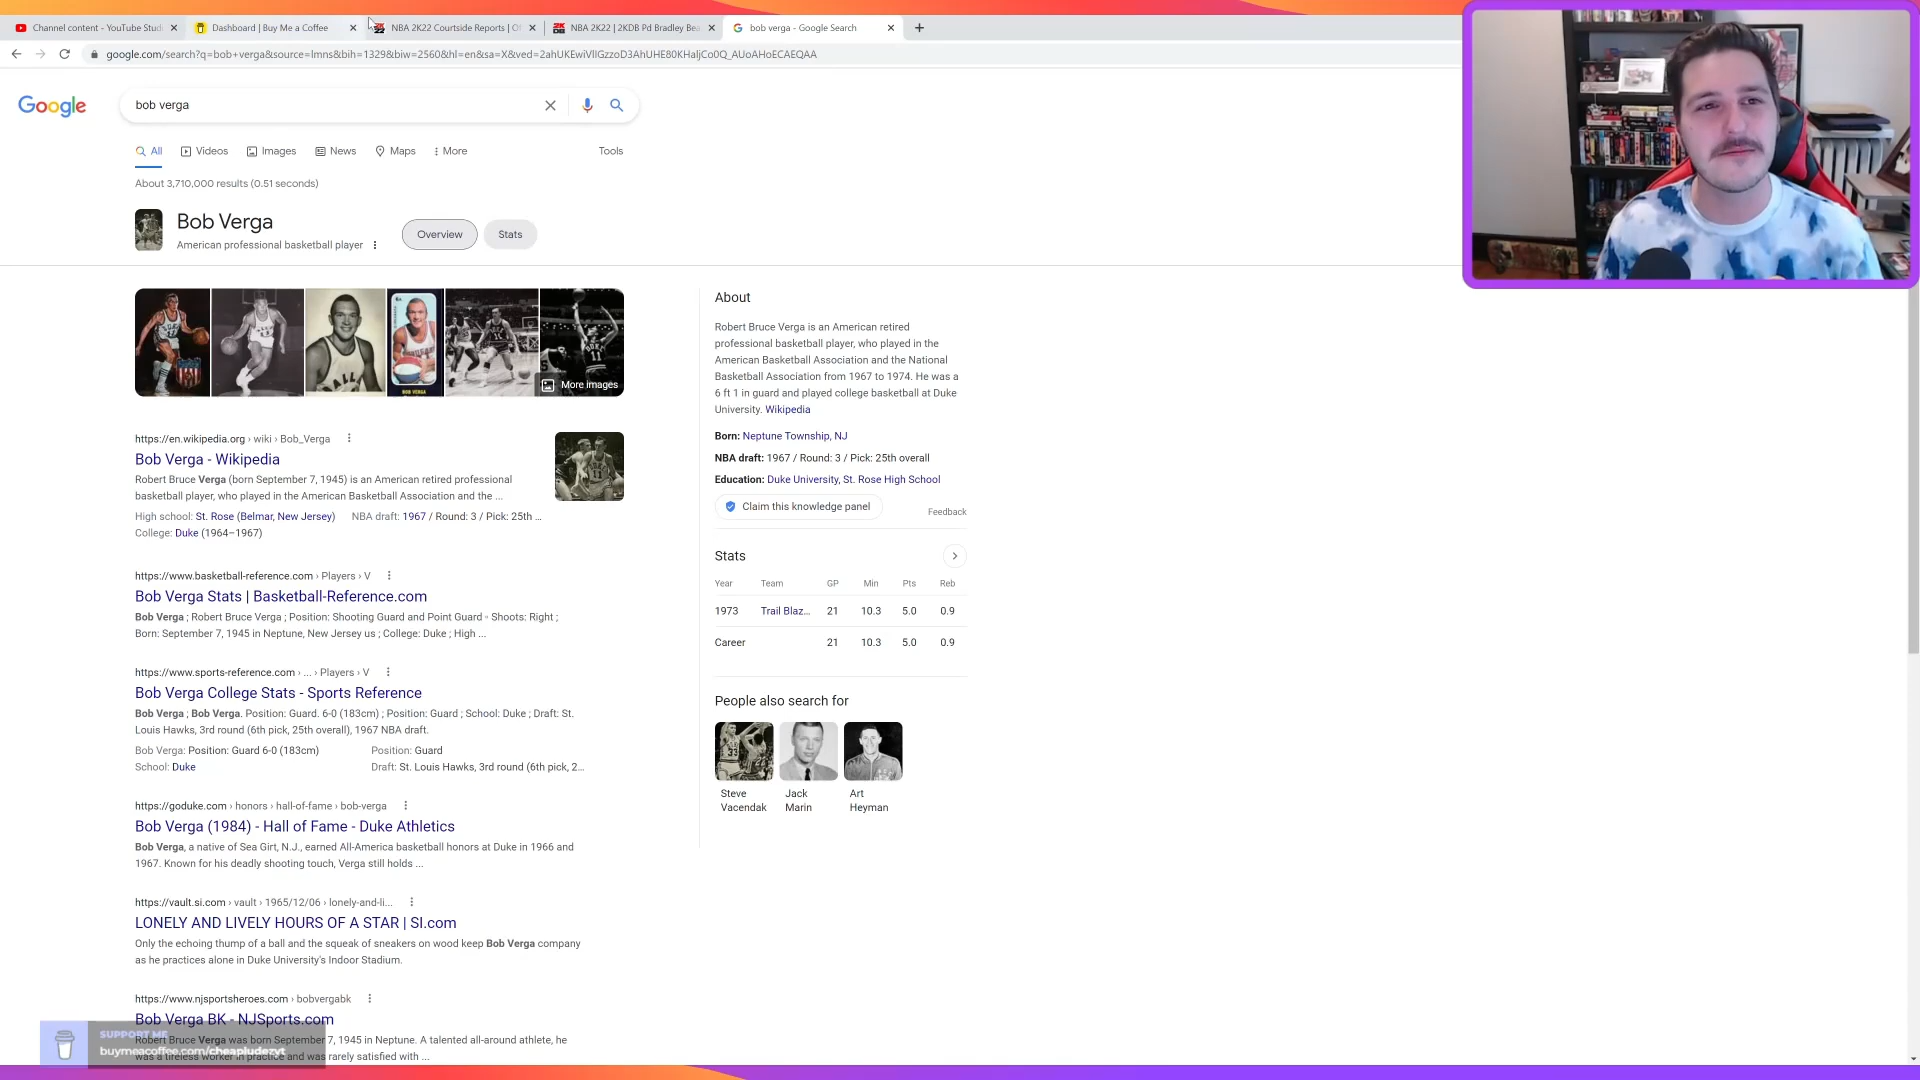 Channel content - YouTube Studi
Dashboard | Buy Me a Coffee
NBA 2K22 Courtside Reports | Of
NBA 2K22 | 2KDB Pd Bradley Bea
bob verga - Google Search
google.com/search?q=bob+verga&source=lmns&bih=1329&biw=2560&hl=en&sa=X&ved=2ahUKEwiVlIGzzoD3AhUHE80KHaljCo0Q_AUoAHoECAEQAA
Google
bob verga
All
Videos
Images
News
Maps
More
Tools
About 3,710,000 results (0.51 seconds)
Bob Verga
American professional basketball player
Overview
Stats
More images
https://en.wikipedia.org › wiki › Bob_Verga
Bob Verga - Wikipedia
Robert Bruce Verga (born September 7, 1945) is an American retired professional
basketball player, who played in the American Basketball Association and the ...
High school: St. Rose (Belmar, New Jersey) NBA draft: 1967 / Round: 3 / Pick: 25th ...
College: Duke (1964–1967)
https://www.basketball-reference.com › Players › V
Bob Verga Stats | Basketball-Reference.com
Bob Verga ; Robert Bruce Verga ; Position: Shooting Guard and Point Guard ▫ Shoots: Right ;
Born: September 7, 1945 in Neptune, New Jersey us ; College: Duke ; High ...
https://www.sports-reference.com › ... › Players › V
Bob Verga College Stats - Sports Reference
Bob Verga ; Bob Verga. Position: Guard. 6-0 (183cm) ; Position: Guard ; School: Duke ; Draft: St.
Louis Hawks, 3rd round (6th pick, 25th overall), 1967 NBA draft.
Bob Verga: Position: Guard 6-0 (183cm) Position: Guard
School: Duke Draft: St. Louis Hawks, 3rd round (6th pick, 2...
https://goduke.com › honors › hall-of-fame › bob-verga
Bob Verga (1984) - Hall of Fame - Duke Athletics
Bob Verga, a native of Sea Girt, N.J., earned All-America basketball honors at Duke in 1966 and
1967. Known for his deadly shooting touch, Verga still holds ...
https://vault.si.com › vault › 1965/12/06 › lonely-and-li...
LONELY AND LIVELY HOURS OF A STAR | SI.com
Only the echoing thump of a ball and the squeak of sneakers on wood keep Bob Verga company
as he practices alone in Duke University's Indoor Stadium.
https://www.njsportsheroes.com › bobvergabk
Bob Verga BK - NJSports.com
Robert Bruce Verga was born September 7, 1945 in Neptune. A talented all-around athlete, he
was a tireless worker in practice and was rarely satisfied with ...
SUPPORT ME
buymeacoffee.com/cheapludezyt
About
Robert Bruce Verga is an American retired
professional basketball player, who played in the
American Basketball Association and the National
Basketball Association from 1967 to 1974. He was a
6 ft 1 in guard and played college basketball at Duke
University. Wikipedia
Born: Neptune Township, NJ
NBA draft: 1967 / Round: 3 / Pick: 25th overall
Education: Duke University, St. Rose High School
Claim this knowledge panel
Feedback
Stats
Year Team GP Min Pts Reb
1973 Trail Blaz... 21 10.3 5.0 0.9
Career 21 10.3 5.0 0.9
People also search for
Steve
Vacendak
Jack
Marin
Art
Heyman